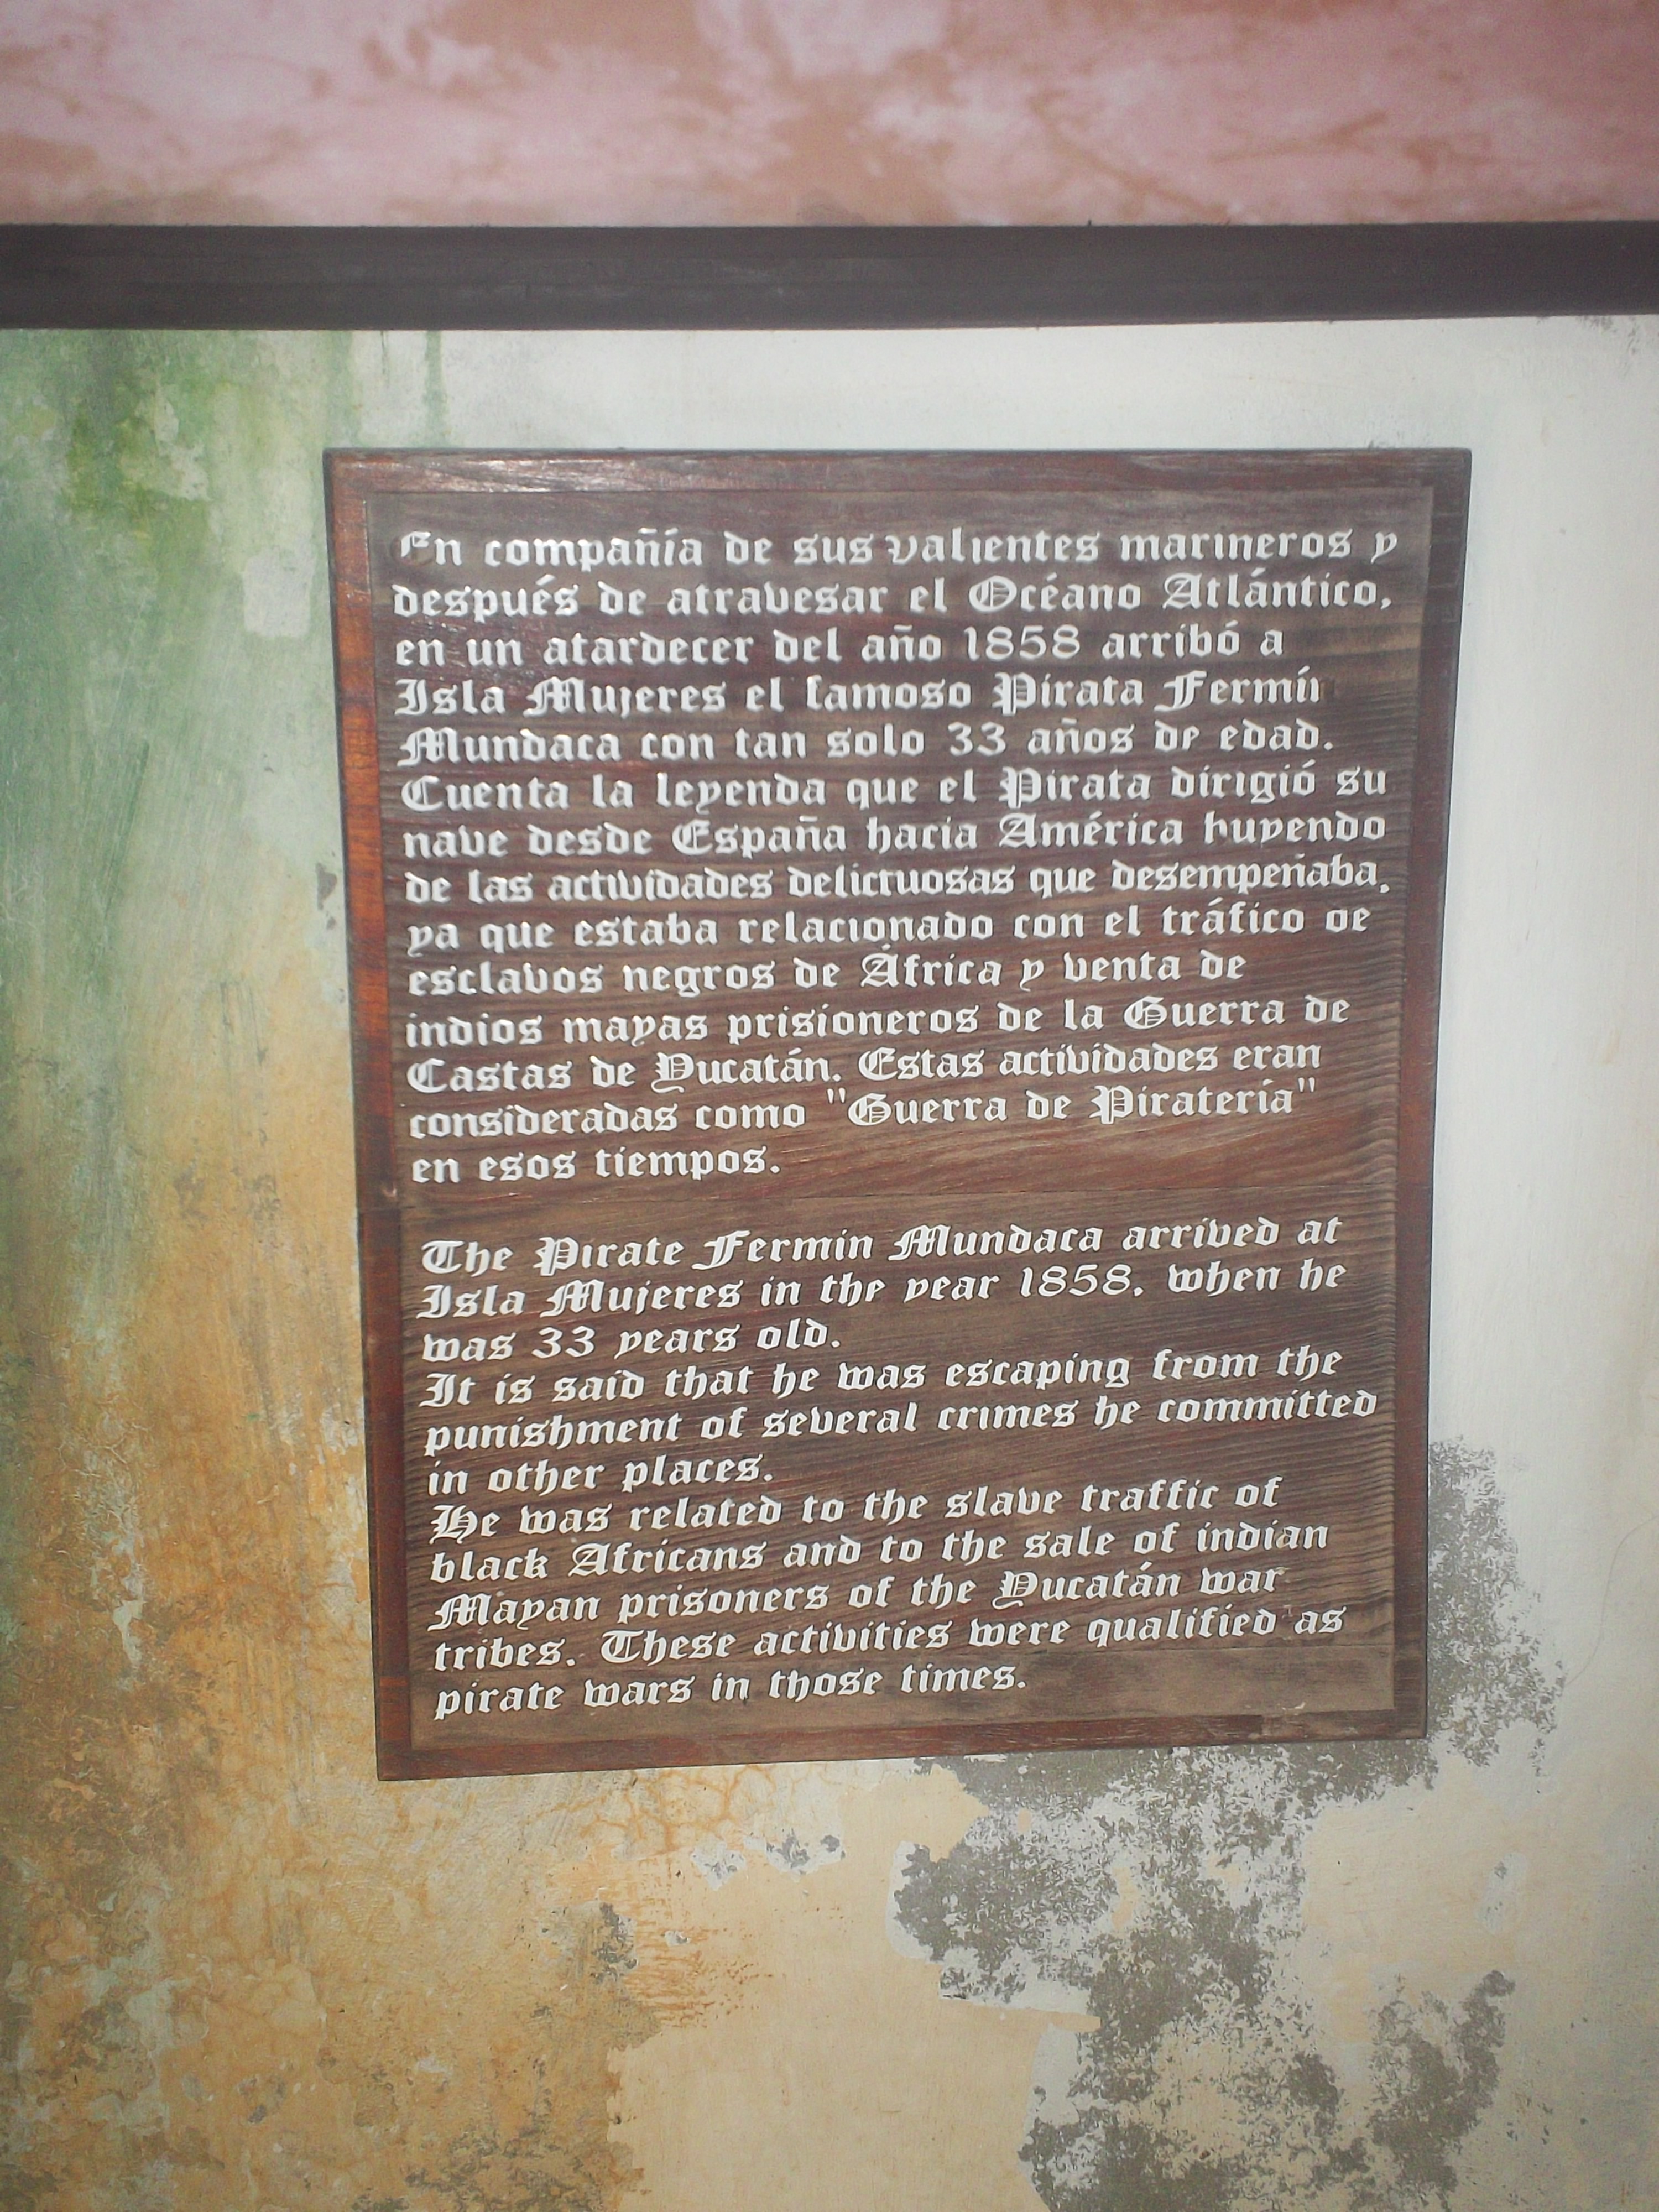 En compañía de sus valientes marineros y
después de atravesar el Océano Atlántico,
en un atardecer del año 1858 arribó a
Isla Mujeres el famoso Pirata Fermín
Mundaca con tan solo 33 años de edad.
Cuenta la leyenda que el Pirata dirigió su
nave desde España hacia América huyendo
de las actividades delictuosas que desempeñaba,
ya que estaba relacionado con el tráfico de
esclavos negros de África y venta de
indios mayas prisioneros de la Guerra de
Castas de Yucatán. Estas actividades eran
consideradas como "Guerra de Piratería"
en esos tiempos.
The Pirate Fermin Mundaca arrived at
Isla Mujeres in the year 1858, when he
was 33 years old.
It is said that he was escaping from the
punishment of several crimes he committed
in other places.
He was related to the slave traffic of
black Africans and to the sale of indian
Mayan prisoners of the Yucatán war
tribes. These activities were qualified as
pirate wars in those times.